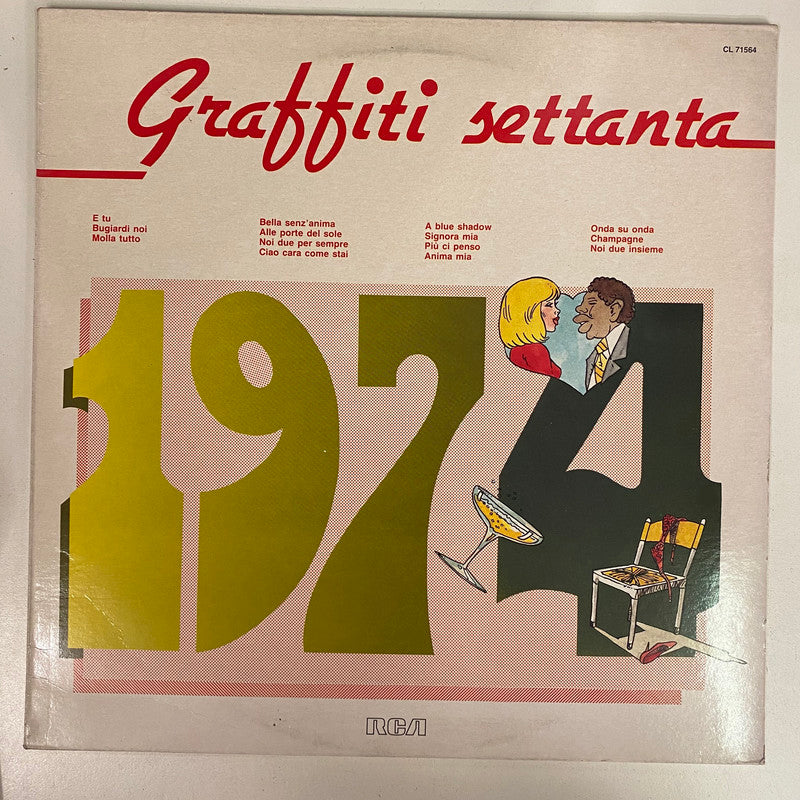 CL 71564
Graffiti settanta
E tu
Bugiardi noi
Molla tutto
Bella senz'anima
Alle porte del sole
Noi due per sempre
Ciao cara come stai
A blue shadow
Signora mia
Più ci penso
Anima mia
Onda su onda
Champagne
Noi due insieme
1974
RCA